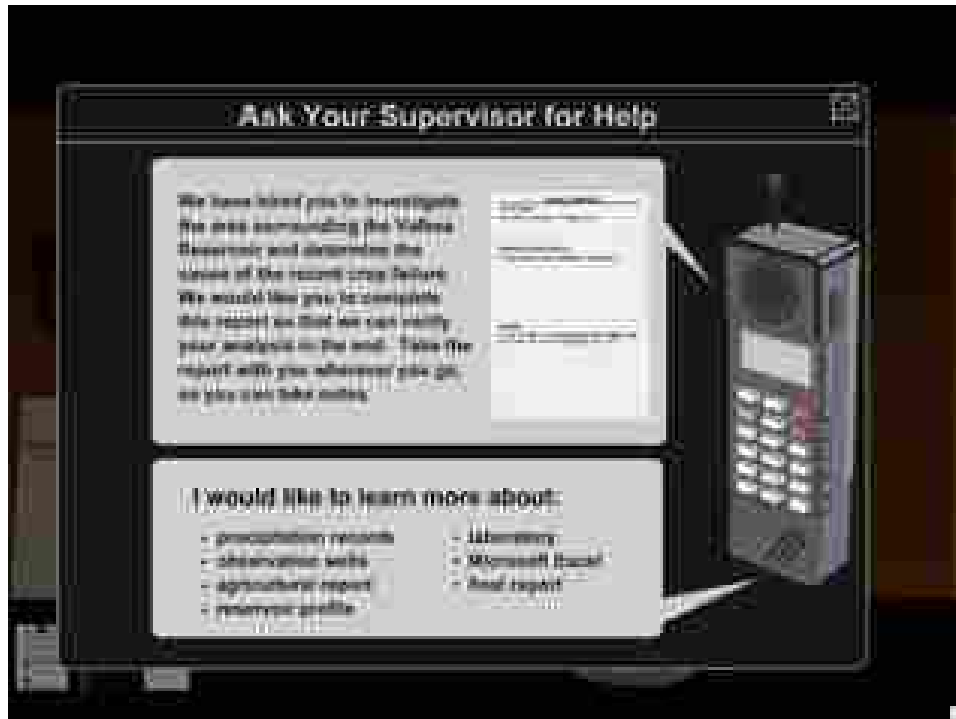 Ask Your Supervisor for Help
We have hired you to investigate
the area surrounding the
Reservoir and determine the
cause of the recent crop failure.
We would like you to complete
this report so that we can verify
your analysis in the end. Take the
report with you wherever you go,
so you can take notes.
I would like to learn more about:
- precipitation records
- observation wells
- agricultural report
- reservoir profile
- laboratory
- Microsoft Excel
- final report